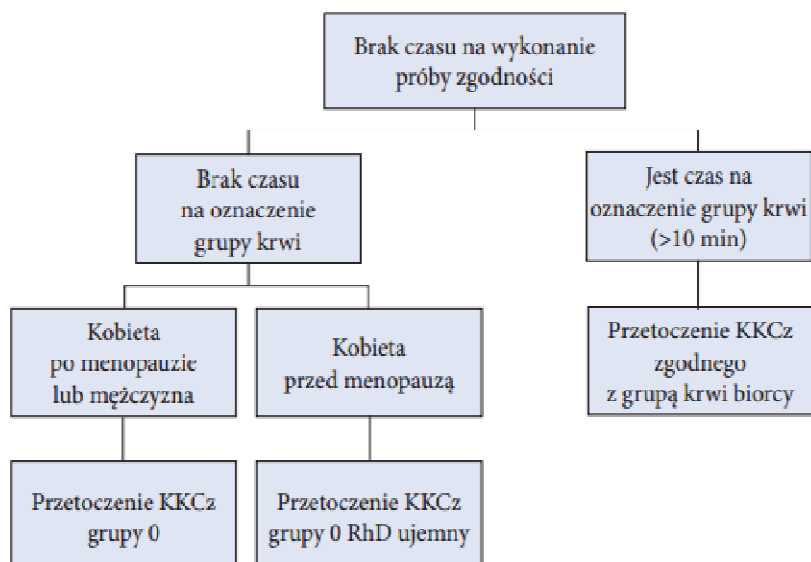 Brak czasu na wykonanie
próby zgodności
Brak czasu
na oznaczenie
grupy krwi
Jest czas na
oznaczenie grupy krwi
(>10 min)
Kobieta
po menopauzie
lub mężczyzna
Kobieta
przed menopauzą
Przetoczenie KKCz
zgodnego
z grupą krwi biorcy
Przetoczenie KKCz
grupy 0
Przetoczenie KKCz
grupy 0 RhD ujemny